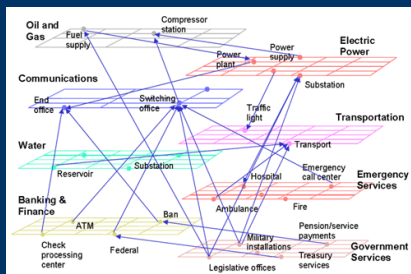 Oil and
Gas
Fuel
supply
Compressor
station
Electric
Power
Power
plant
Power
supply
Substation
Communications
End
office
Switching
office
Traffic
light
Transportation
Transport
Water
Reservoir
Substation
Emergency
call center
Emergency
Services
Hospital
Ambulance
Fire
Banking &
Finance
ATM
Ban
Check
processing
center
Federal
Military
installations
Pension/service
payments
Government
Services
Treasury
services
Legislative offices